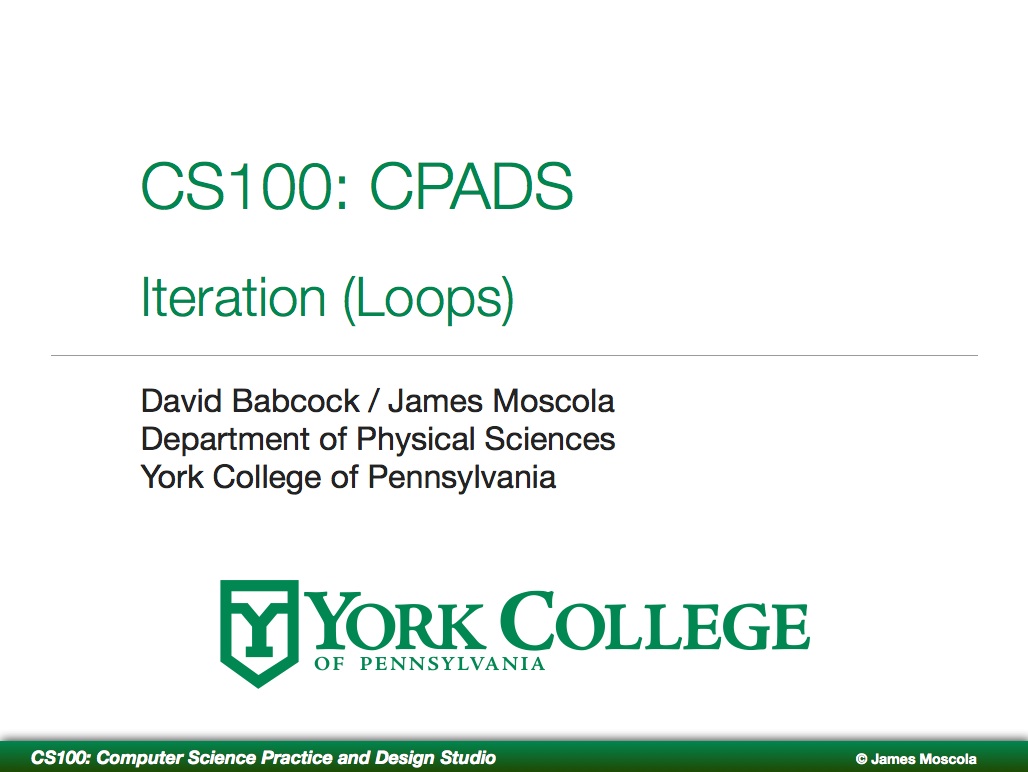 CS100: CPADS
Iteration (Loops)
David Babcock / James Moscola
Department of Physical Sciences
York College of Pennsylvania
Y YORK COLLEGE
OF PENNSYLVANIA
CS100: Computer Science Practice and Design Studio
© James Moscola